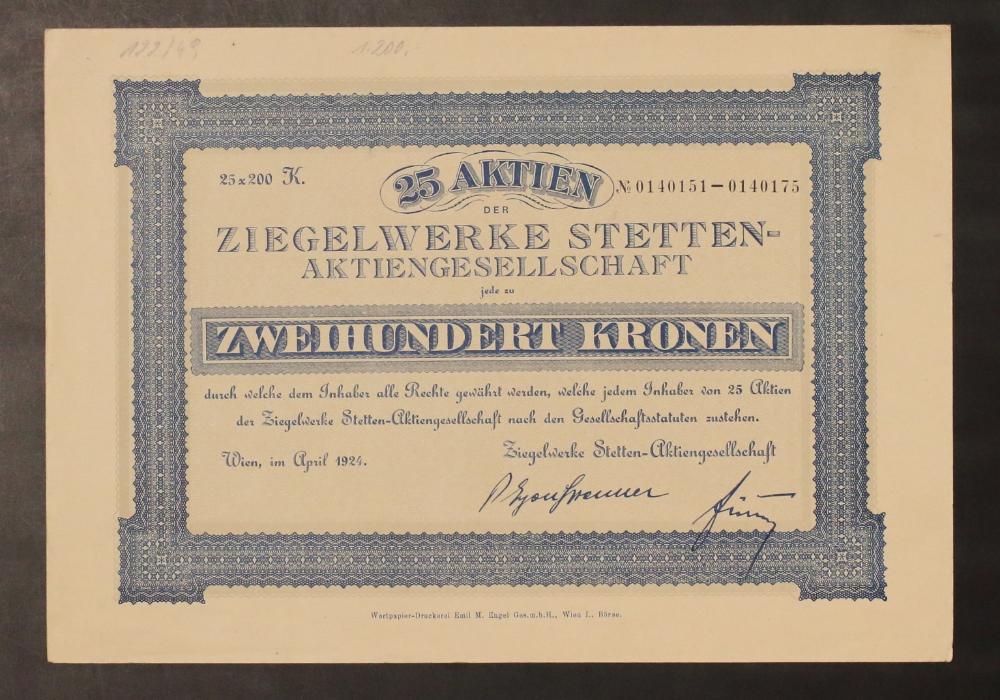 122/49
1.200,-
25 x 200 K.
25 AKTIEN
№ 0140151—0140175
DER
ZIEGELWERKE STETTEN-
AKTIENGESELLSCHAFT
jede zu
ZWEIHUNDERT KRONEN
durch welche dem Inhaber alle Rechte gewährt werden, welche jedem Inhaber von 25 Aktien
der Ziegelwerke Stetten-Aktiengesellschaft nach den Gesellschaftsstatuten zustehen.
Wien, im April 1924.
Ziegelwerke Stetten-Aktiengesellschaft
Wertpapier-Druckerei Emil M. Engel Ges.m.b.H., Wien I., Börse.